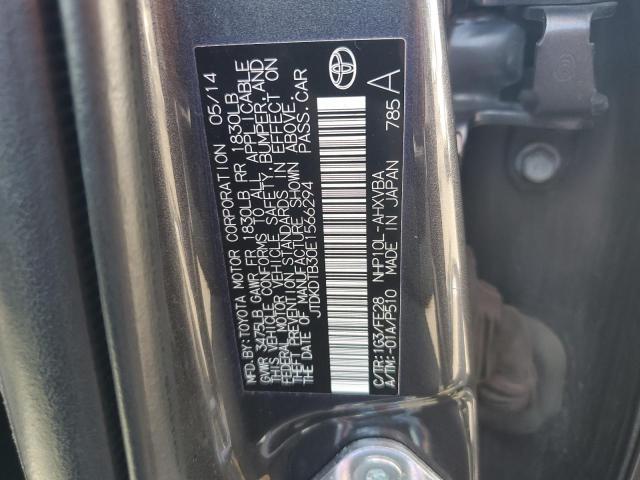 MFD.BY:TOYOTA MOTOR CORPORATION 05/14
GVWR 3475LB GAWR FR 1830LB RR 1830LB
THIS VEHICLE CONFORMS TO ALL APPLICABLE
FEDERAL MOTOR VEHICLE SAFETY,BUMPER,AND
THEFT PREVENTION STANDARDS IN EFFECT ON
THE DATE OF MANUFACTURE SHOWN ABOVE.
JTDKDTB30E1566294 PASS.CAR
C/TR:1G3/FE28 NHP10L-AHXVBA
A/TM:-01A/P510 MADE IN JAPAN 785 A